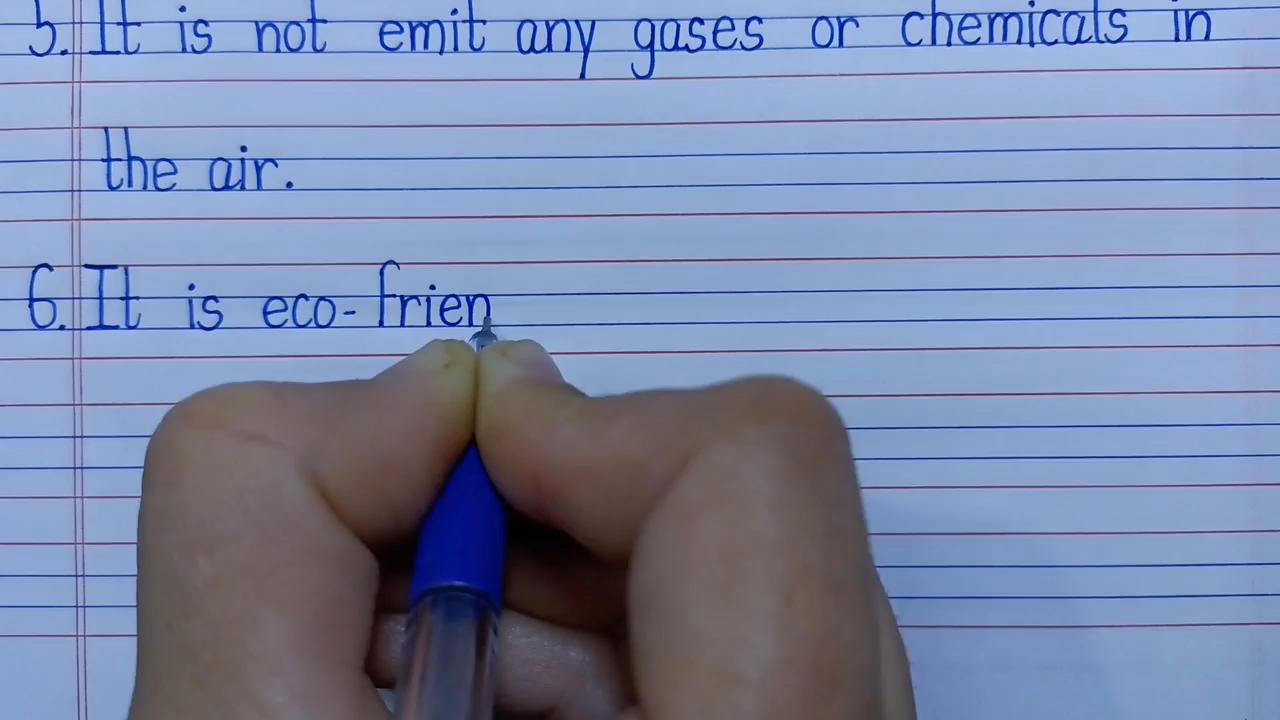 5. It is not emit any gases or chemicals in
the air.
6. It is eco-frien